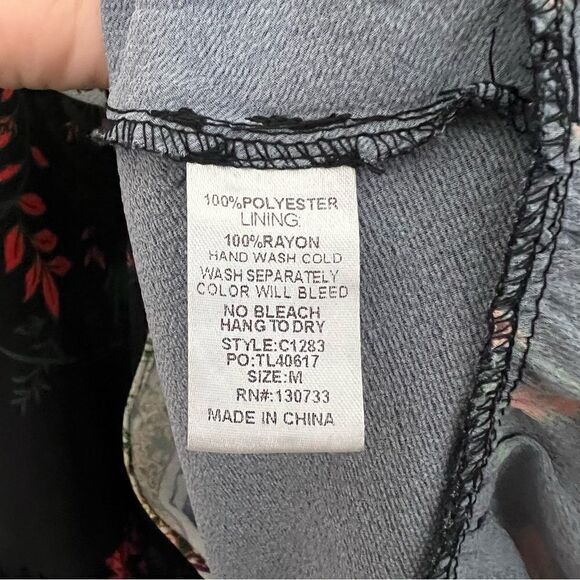 100%POLYESTER
LINING:
100%RAYON
HAND WASH COLD
WASH SEPARATELY
COLOR WILL BLEED
NO BLEACH
HANG TO DRY
STYLE:C1283
PO:TL40617
SIZE:M
RN#:130733
MADE IN CHINA